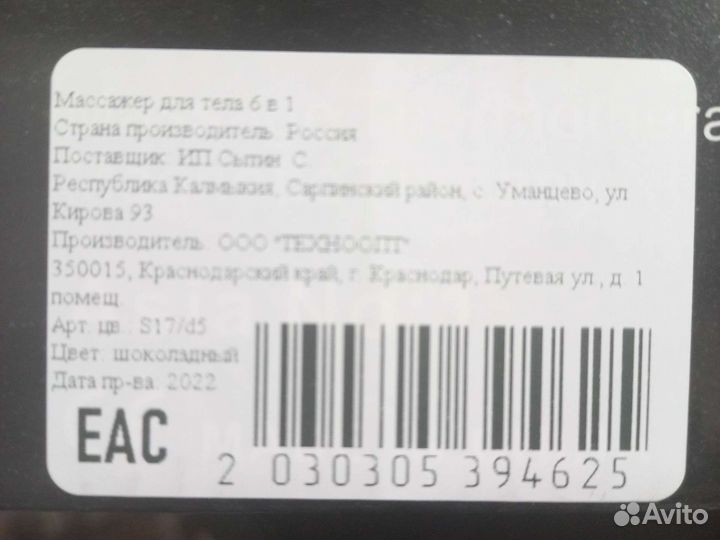 Массажер для тела 6 в 1
Страна производитель: Россия
Поставщик: ИП Сытин С.
Республика Калмыкия, Сарпинский район, с. Уманцево, ул
Кирова 93
Производитель: ООО "ТЕХНООПТ"
350015, Краснодарский край, г. Краснодар, Путевая ул., д. 1
помещ.
Арт. цв.: S17/d5
Цвет: шоколадный
Дата пр-ва: 2022
EAC
2 030305 394625
Avito